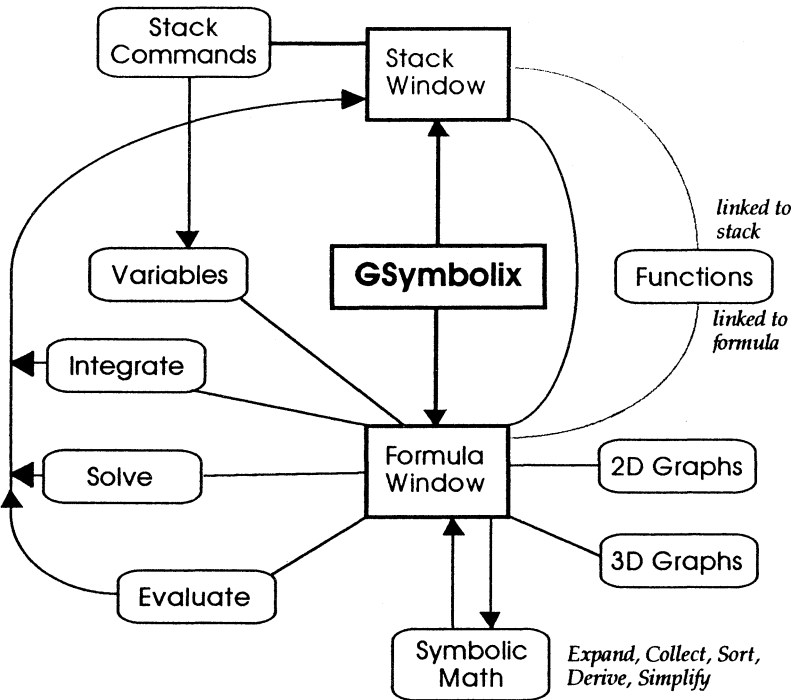 Stack
Commands
Stack
Window
linked to
stack
Variables
GSymbolix
Functions
linked to
formula
Integrate
Formula
Window
Solve
2D Graphs
3D Graphs
Evaluate
Symbolic
Math
Expand, Collect, Sort,
Derive, Simplify